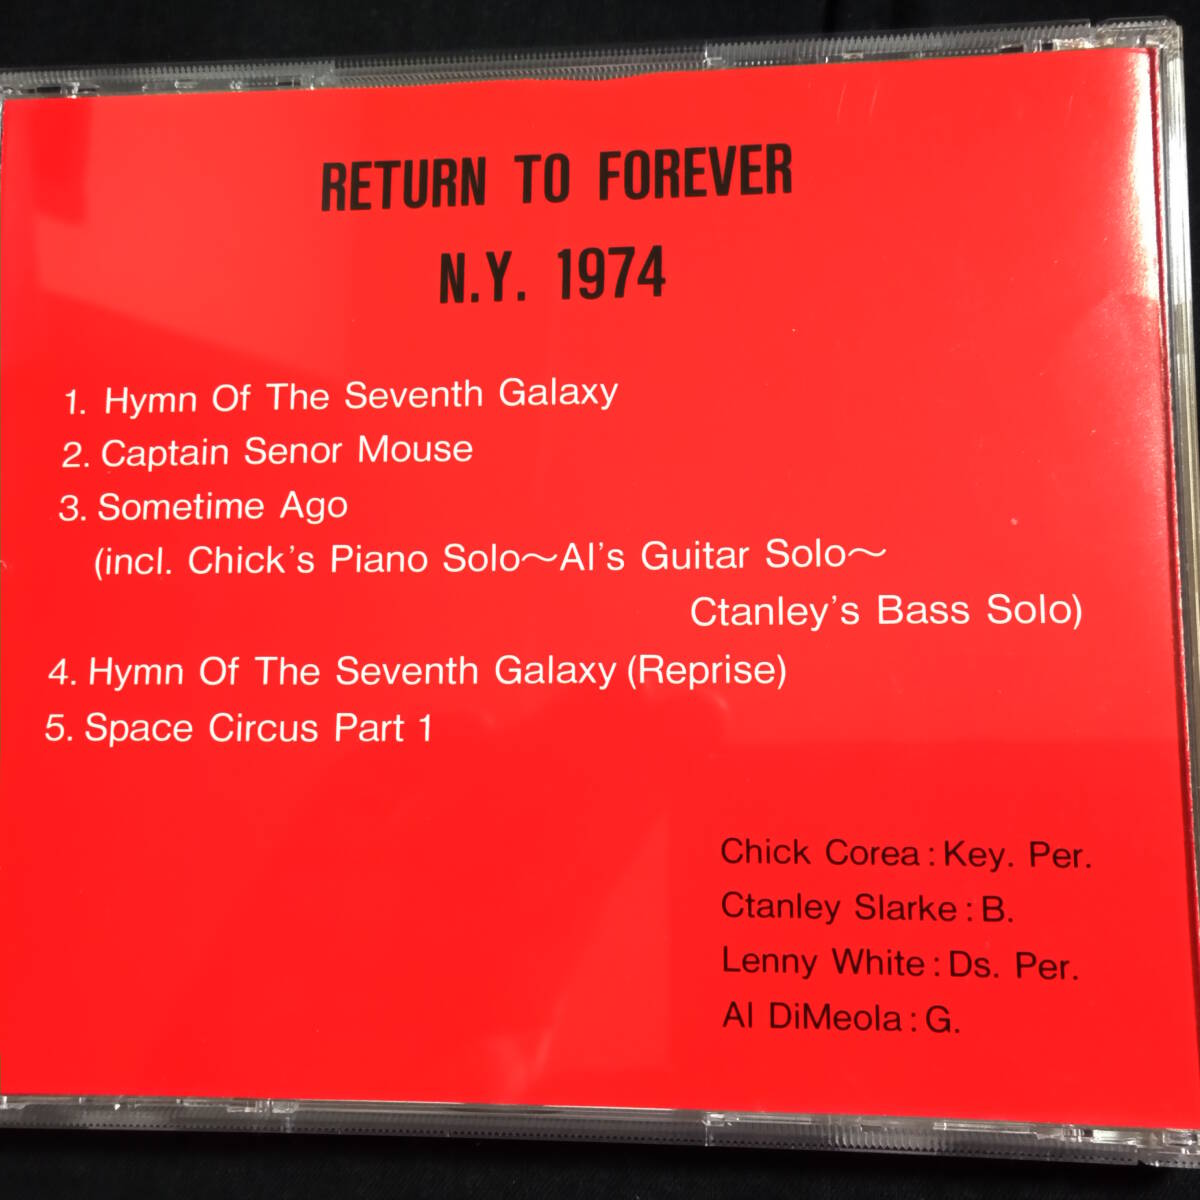 RETURN TO FOREVER
N.Y. 1974
1. Hymn Of The Seventh Galaxy
2. Captain Senor Mouse
3. Sometime Ago
(incl. Chick's Piano Solo～Al's Guitar Solo～
Ctanley's Bass Solo)
4. Hymn Of The Seventh Galaxy (Reprise)
5. Space Circus Part 1
Chick Corea : Key. Per.
Ctanley Slarke : B.
Lenny White : Ds. Per.
Al DiMeola : G.